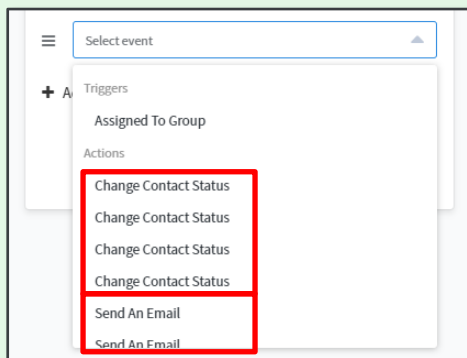 Select event
A
Triggers
Assigned To Group
Actions
Change Contact Status
Change Contact Status
Change Contact Status
Change Contact Status
Send An Email
Send An Email